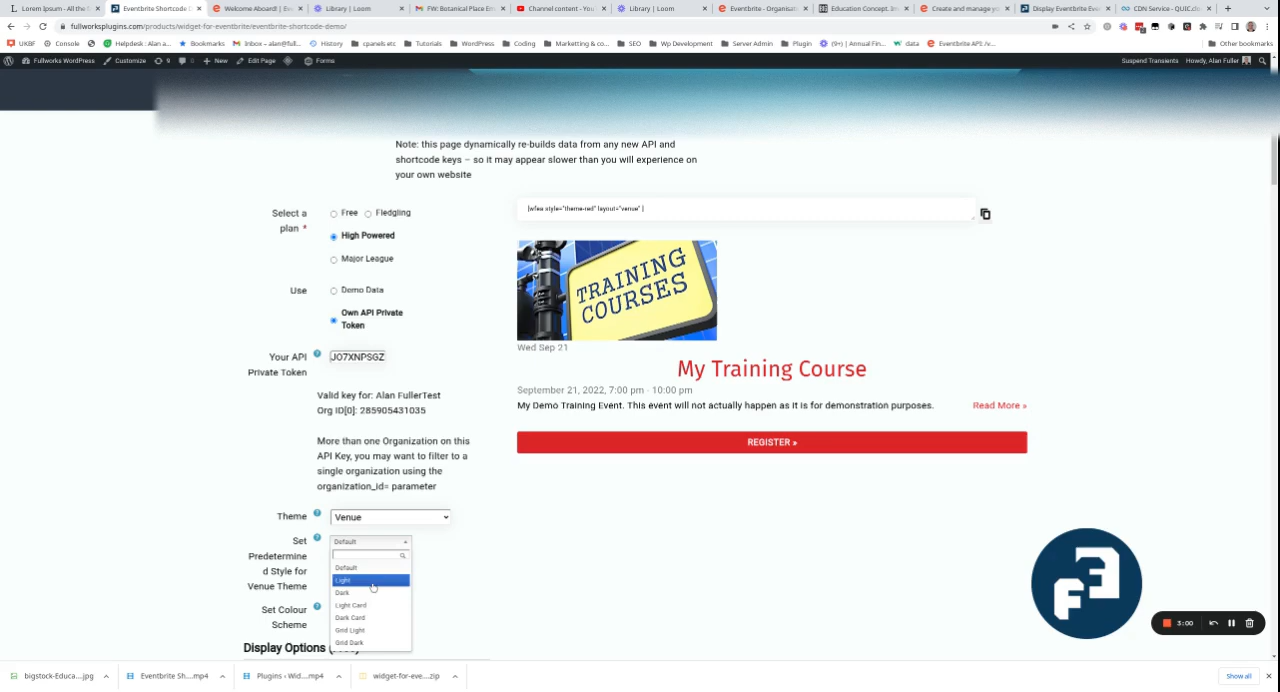 Lorem Ipsum - All the
Eventbrite Shortcode
Welcome Aboard! | Ev
Library | Loom
FW: Botanical Place En
Channel content - You
Library | Loom
Eventbrite - Organisat
Education Concept. Im
Create and manage yo
Display Eventbrite Eve
CDN Service - QUIC.cl
fullworksplugins.com/products/widget-for-eventbrite/eventbrite-shortcode-demo/
UKBF
Console
Helpdesk : Alan a...
Bookmarks
Inbox – alan@full...
History
cpanels etc
Tutorials
WordPress
Coding
Marketing & co...
SEO
Wp Development
Server Admin
Plugin
(9+) | Annual Fin...
data
Eventbrite API /v...
Other bookmarks
Fullworks WordPress
Customize
9
New
Edit Page
Forms
Suspend Transients
Howdy, Alan Fuller
Note: this page dynamically re-builds data from any new API and
shortcode keys – so it may appear slower than you will experience on
your own website
Select a
plan *
Free
Fledgling
High Powered
Major League
Use
Demo Data
Own API Private
Token
Your API
Private Token
JO7XNPSGZ
Valid key for: Alan FullerTest
Org ID[0]: 285905431035
More than one Organization on this
API Key, you may want to filter to a
single organization using the
organization_id= parameter
Theme
Venue
Set
Predetermine
d Style for
Venue Theme
Default
Default
Light
Dark
Light Card
Dark Card
Grid Light
Grid Dark
Set Colour
Scheme
Display Options (
[wfea style="theme-red" layout="venue" ]
TRAINING
COURSES
Wed Sep 21
My Training Course
September 21, 2022, 7:00 pm - 10:00 pm
My Demo Training Event. This event will not actually happen as it is for demonstration purposes.
Read More »
REGISTER »
3:00
bigstock-Educa....jpg
Eventbrite Sh....mp4
Plugins ‹ Wid....mp4
widget-for-eve....zip
Show all